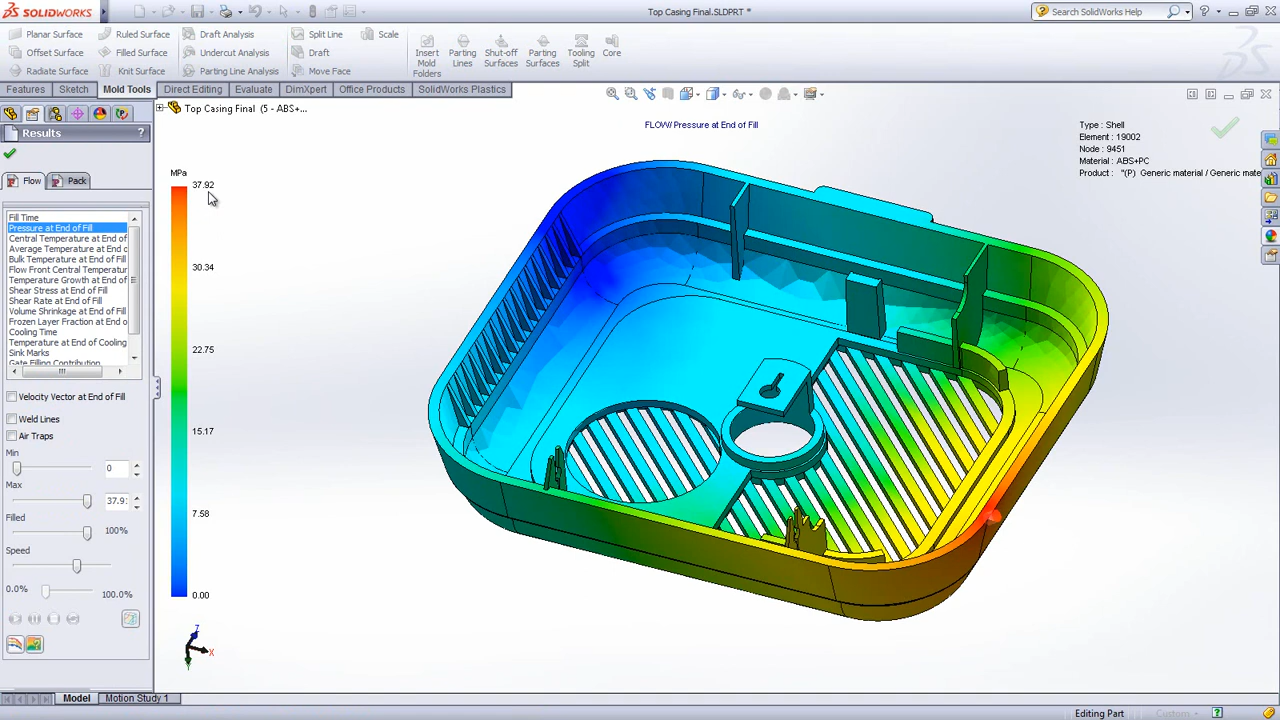 SOLIDWORKS
Top Casing Final.SLDPRT *
Search SolidWorks Help
Planar Surface
Ruled Surface
Draft Analysis
Split Line
Scale
Offset Surface
Filled Surface
Undercut Analysis
Draft
Radiate Surface
Knit Surface
Parting Line Analysis
Move Face
Insert Mold Folders
Parting Lines
Shut-off Surfaces
Parting Surfaces
Tooling Split
Core
Features
Sketch
Mold Tools
Direct Editing
Evaluate
DimXpert
Office Products
SolidWorks Plastics
Top Casing Final (5 - ABS+...
FLOW/ Pressure at End of Fill
Type : Shell
Element : 19002
Node : 9451
Material : ABS+PC
Product : "(P) Generic material / Generic mate
Results
?
Flow
Pack
Fill Time
Pressure at End of Fill
Central Temperature at End of
Average Temperature at End o
Bulk Temperature at End of Fill
Flow Front Central Temperatur
Temperature Growth at End of
Shear Stress at End of Fill
Shear Rate at End of Fill
Volume Shrinkage at End of Fill
Frozen Layer Fraction at End o
Cooling Time
Temperature at End of Cooling
Sink Marks
Gate Filling Contribution
Velocity Vector at End of Fill
Weld Lines
Air Traps
Min
0
Max
37.9
Filled
100%
Speed
0.0%
100.0%
MPa
37.92
30.34
22.75
15.17
7.58
0.00
Z
X
Y
Model
Motion Study 1
Editing Part
Custom
?